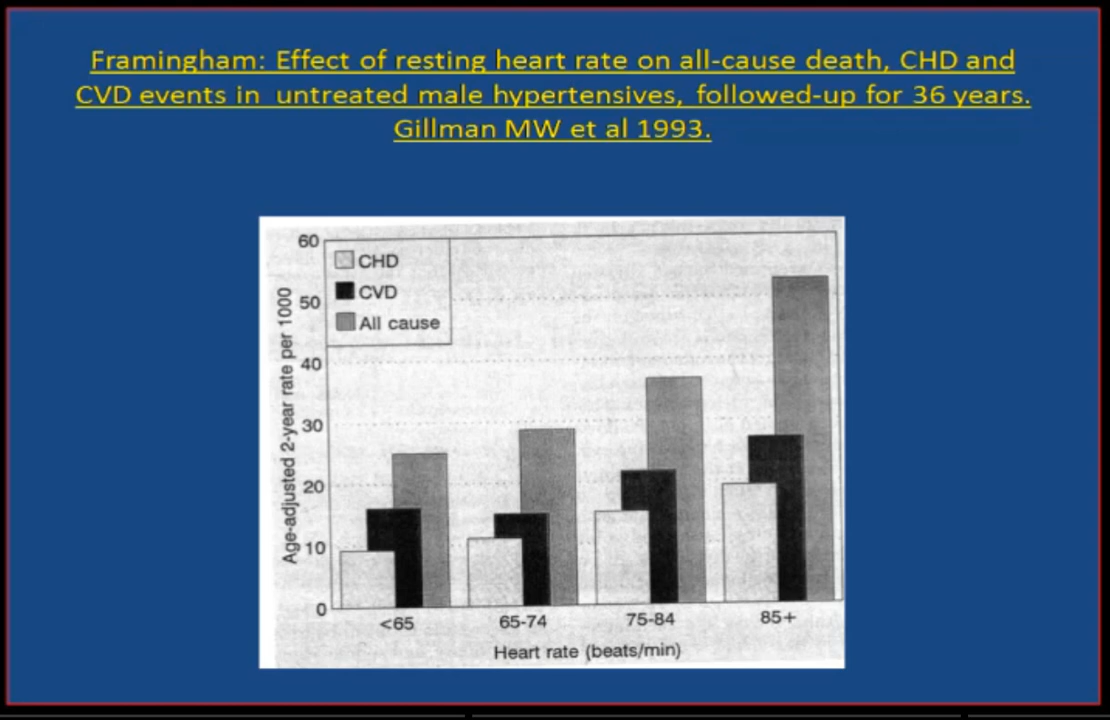 Framingham: Effect of resting heart rate on all-cause death, CHD and
CVD events in untreated male hypertensives, followed-up for 36 years.
Gillman MW et al 1993.
60
50
40
30
20
10
0
Age-adjusted 2-year rate per 1000
CHD
CVD
All cause
<65
65-74
75-84
85+
Heart rate (beats/min)